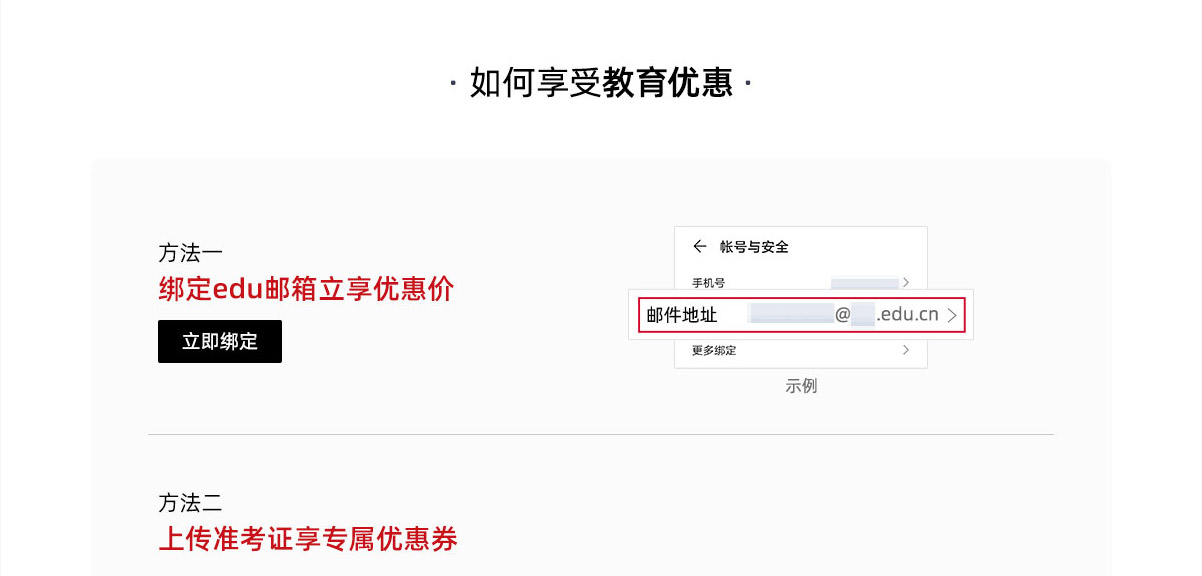 · 如何享受教育优惠 ·
方法一
绑定edu邮箱立享优惠价
立即绑定
帐号与安全
手机号
邮件地址 @ .edu.cn
更多绑定
示例
方法二
上传准考证享专属优惠券